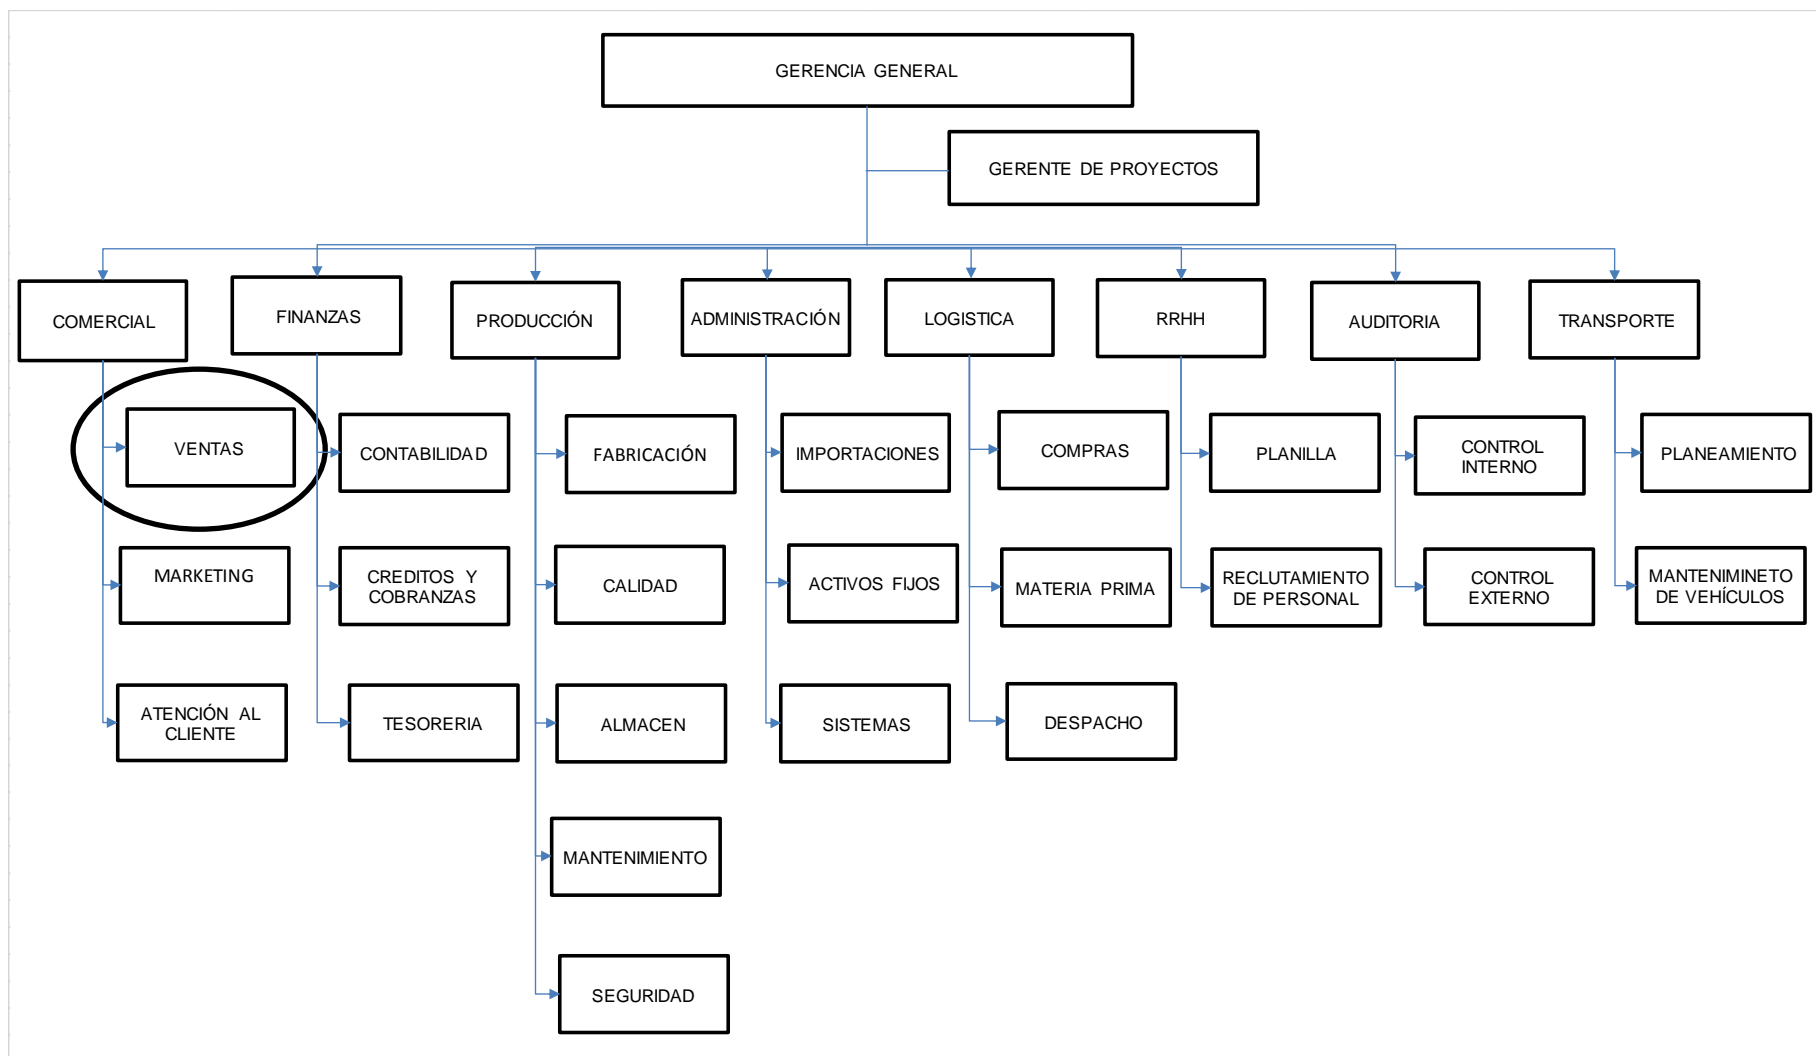 GERENCIA GENERAL
GERENTE DE PROYECTOS
COMERCIAL
FINANZAS
PRODUCCIÓN
ADMINISTRACIÓN
LOGISTICA
RRHH
AUDITORIA
TRANSPORTE
VENTAS
CONTABILIDAD
FABRICACIÓN
IMPORTACIONES
COMPRAS
PLANILLA
CONTROL
INTERNO
PLANEAMIENTO
MARKETING
CREDITOS Y
COBRANZAS
CALIDAD
ACTIVOS FIJOS
MATERIA PRIMA
RECLUTAMIENTO
DE PERSONAL
CONTROL
EXTERNO
MANTENIMINETO
DE VEHÍCULOS
ATENCIÓN AL
CLIENTE
TESORERIA
ALMACEN
SISTEMAS
DESPACHO
MANTENIMIENTO
SEGURIDAD